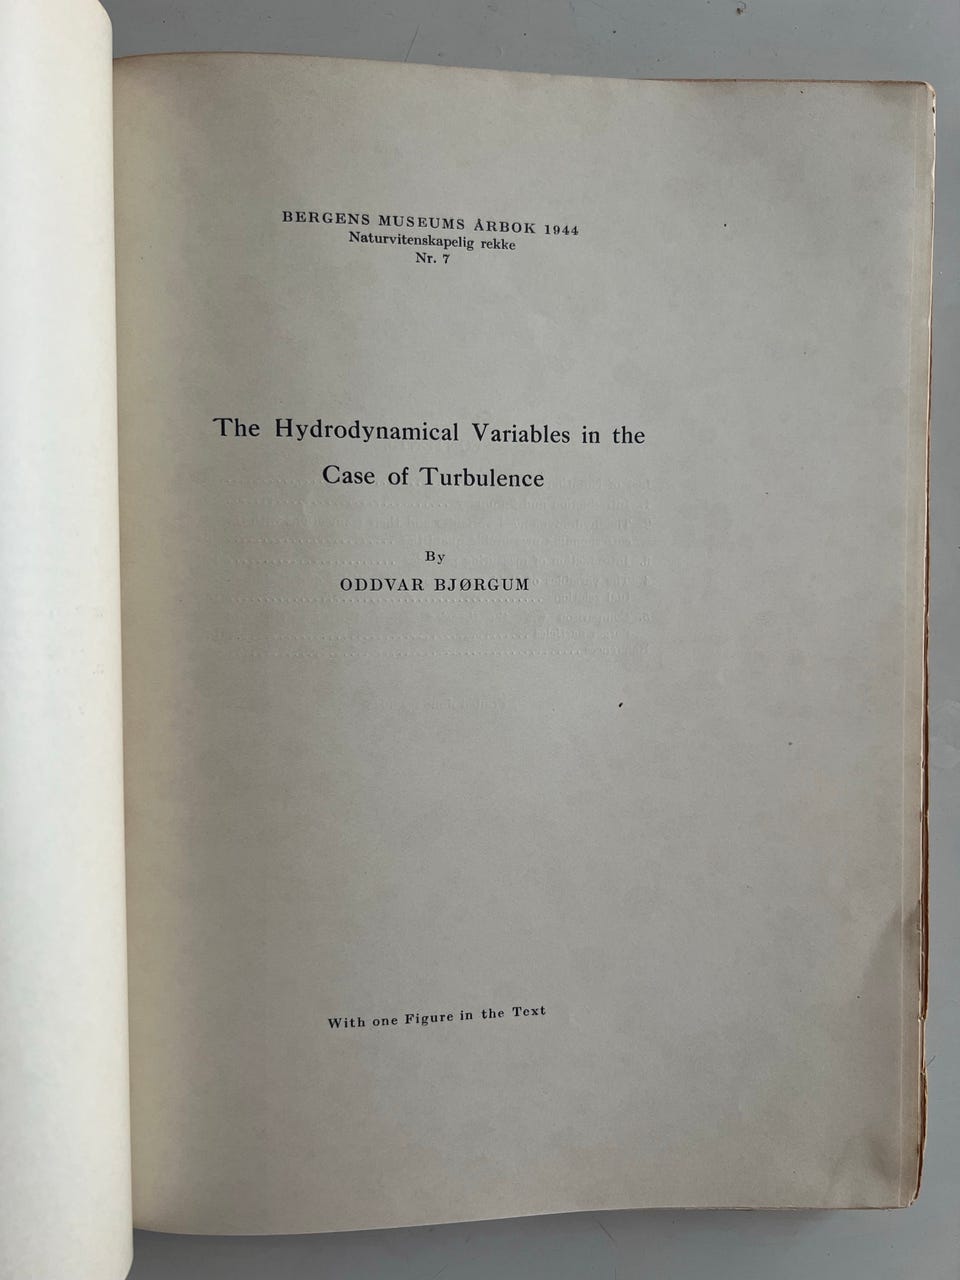 BERGENS MUSEUMS ÅRBOK 1944
Naturvitenskapelig rekke
Nr. 7
The Hydrodynamical Variables in the
Case of Turbulence
By
ODDVAR BJØRGUM
With one Figure in the Text